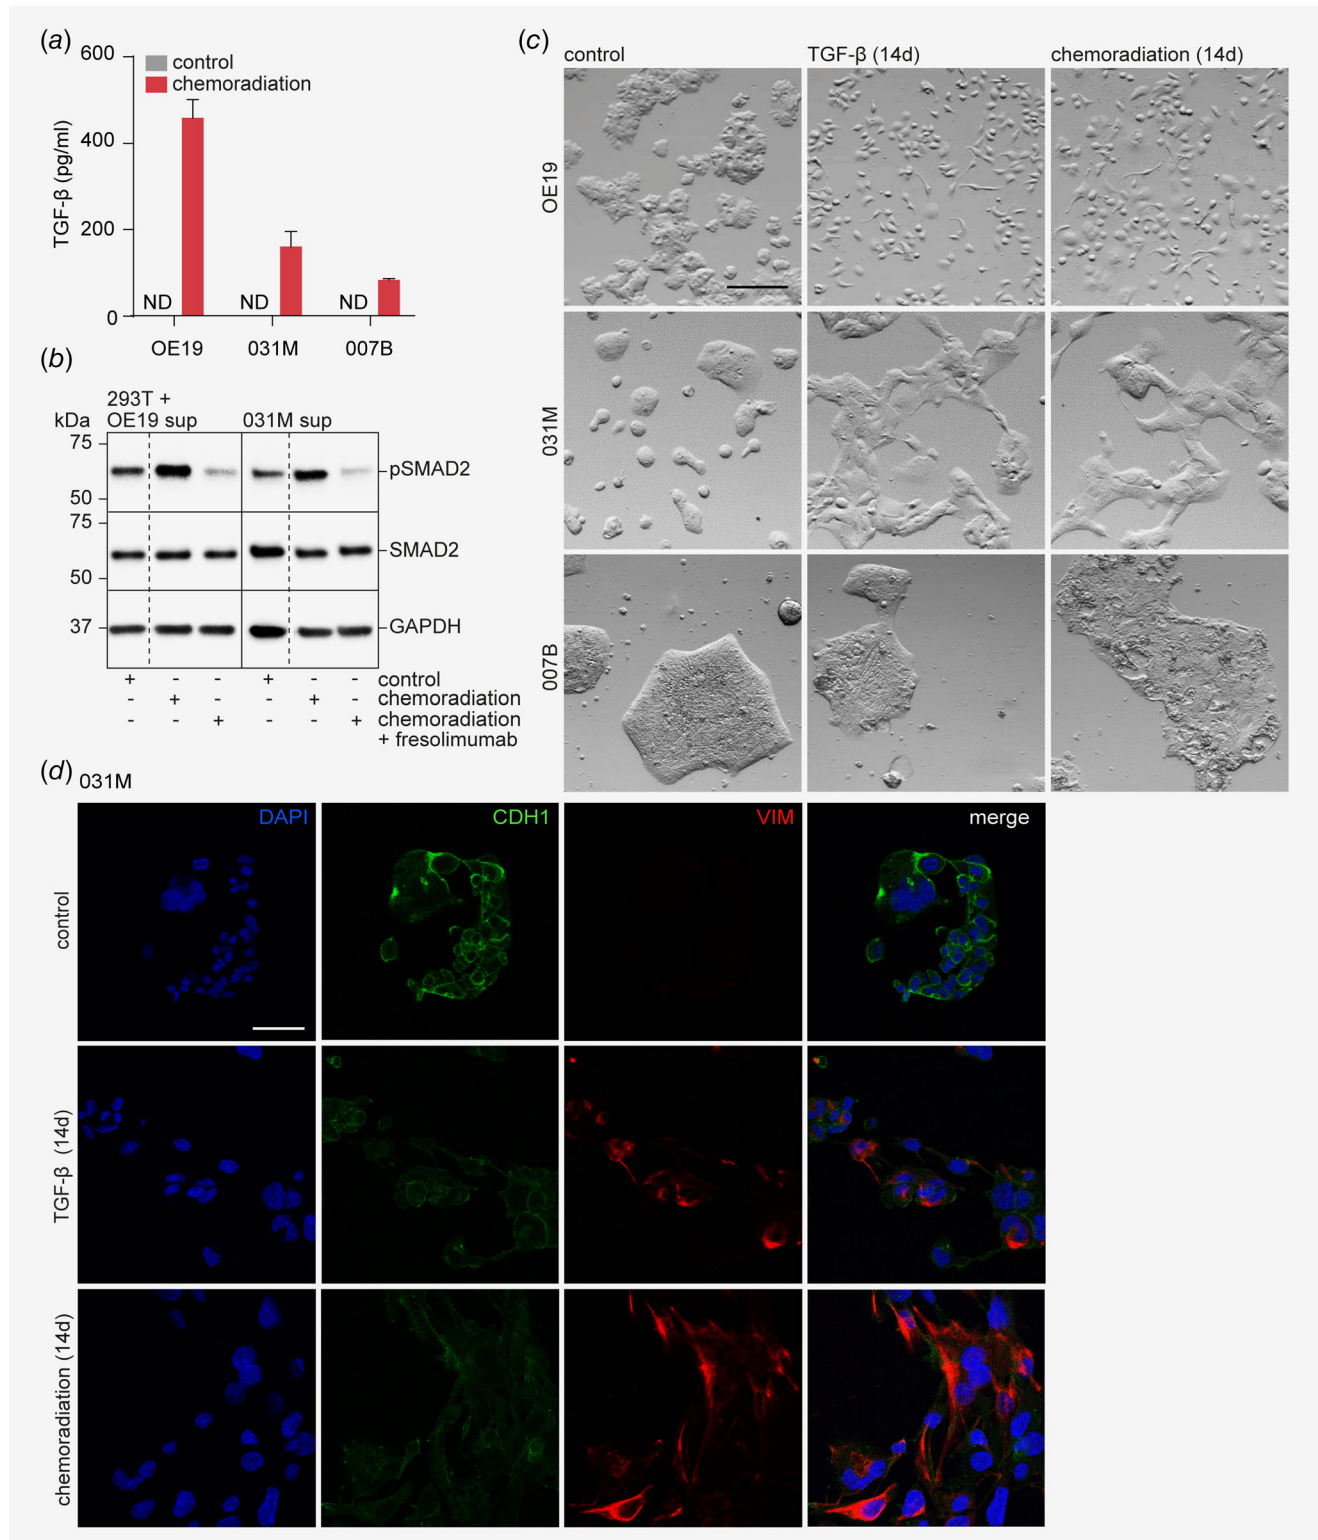 (a)
600
400
200
0
TGF-β (pg/ml)
control
chemoradiation
ND
ND
ND
OE19
031M
007B
(b)
293T +
kDa
OE19 sup
031M sup
75
pSMAD2
50
75
SMAD2
50
37
GAPDH
+ - - + - - control
- + - - + - chemoradiation
- - + - - + chemoradiation
+ fresolimumab
(c)
control
TGF-β (14d)
chemoradiation (14d)
OE19
031M
007B
(d)
031M
DAPI
CDH1
VIM
merge
control
TGF-β (14d)
chemoradiation (14d)